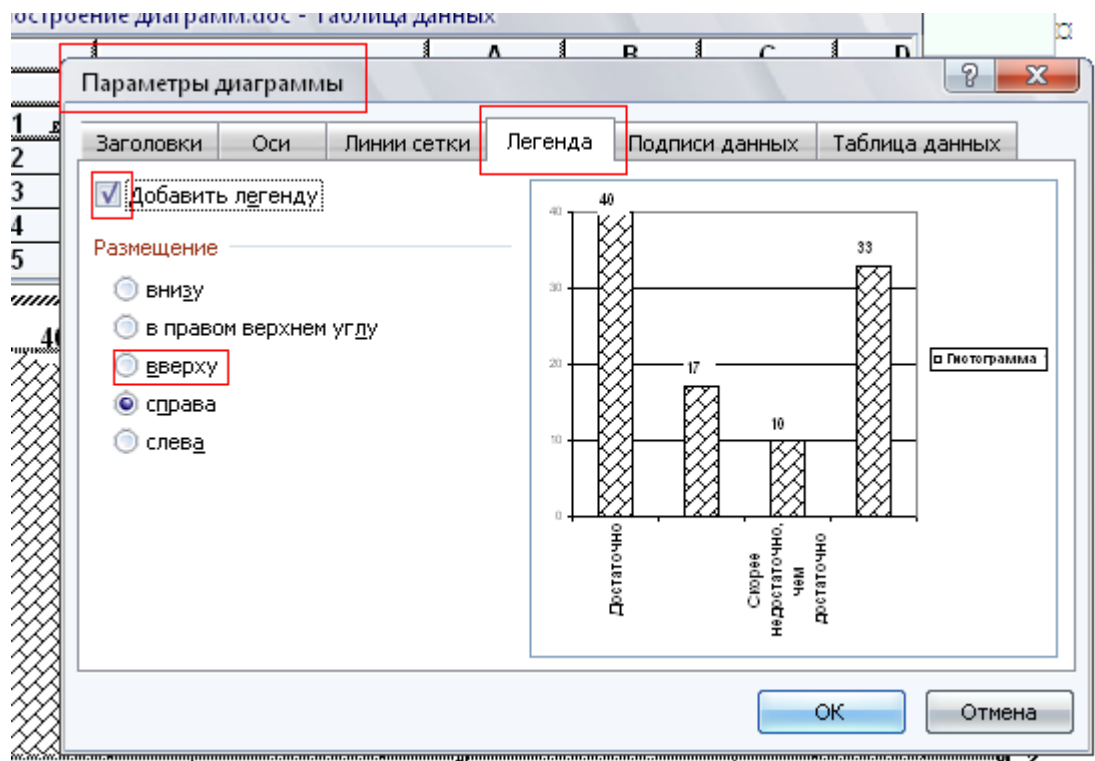 остроение диаграмм.doc - Таблица данных
A B C D
Параметры диаграммы
1
2
3
4
5
Заголовки Оси Линии сетки Легенда Подписи данных Таблица данных
Добавить легенду
Размещение
внизу
в правом верхнем углу
вверху
справа
слева
40
40
33
30
20
17
10
10
0
Гистограмма
Достаточно
Скорее
недостаточно,
чем
достаточно
40
ОК Отмена